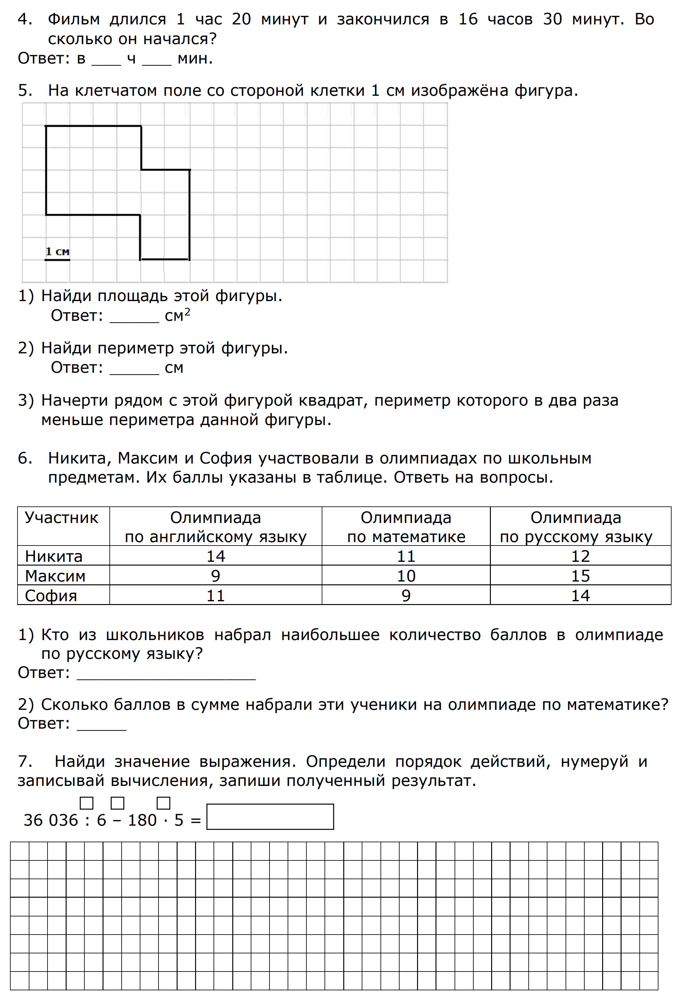 4. Фильм длился 1 час 20 минут и закончился в 16 часов 30 минут. Во
сколько он начался?
Ответ: в ___ ч ___ мин.
5. На клетчатом поле со стороной клетки 1 см изображёна фигура.
1 см
1) Найди площадь этой фигуры.
Ответ: _____ см²
2) Найди периметр этой фигуры.
Ответ: _____ см
3) Начерти рядом с этой фигурой квадрат, периметр которого в два раза
меньше периметра данной фигуры.
6. Никита, Максим и София участвовали в олимпиадах по школьным
предметам. Их баллы указаны в таблице. Ответь на вопросы.
Участник Олимпиада Олимпиада Олимпиада
по английскому языку по математике по русскому языку
Никита 14 11 12
Максим 9 10 15
София 11 9 14
1) Кто из школьников набрал наибольшее количество баллов в олимпиаде
по русскому языку?
Ответ: __________________
2) Сколько баллов в сумме набрали эти ученики на олимпиаде по математике?
Ответ: _____
7. Найди значение выражения. Определи порядок действий, нумеруй и
записывай вычисления, запиши полученный результат.
36 036 : 6 – 180 · 5 =